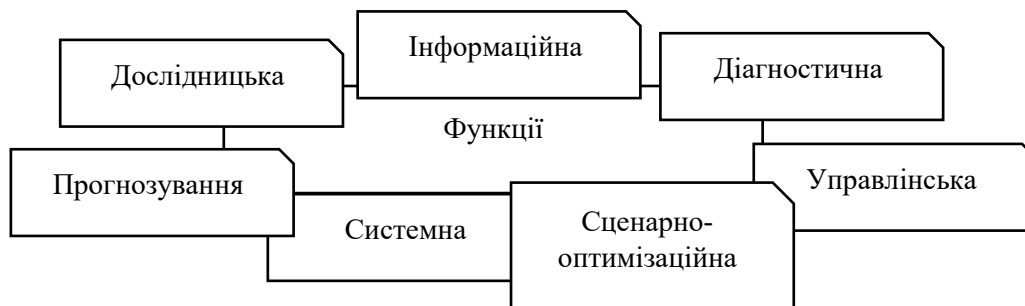 Інформаційна
Дослідницька
Діагностична
Функції
Прогнозування
Управлінська
Системна
Сценарно-
оптимізаційна